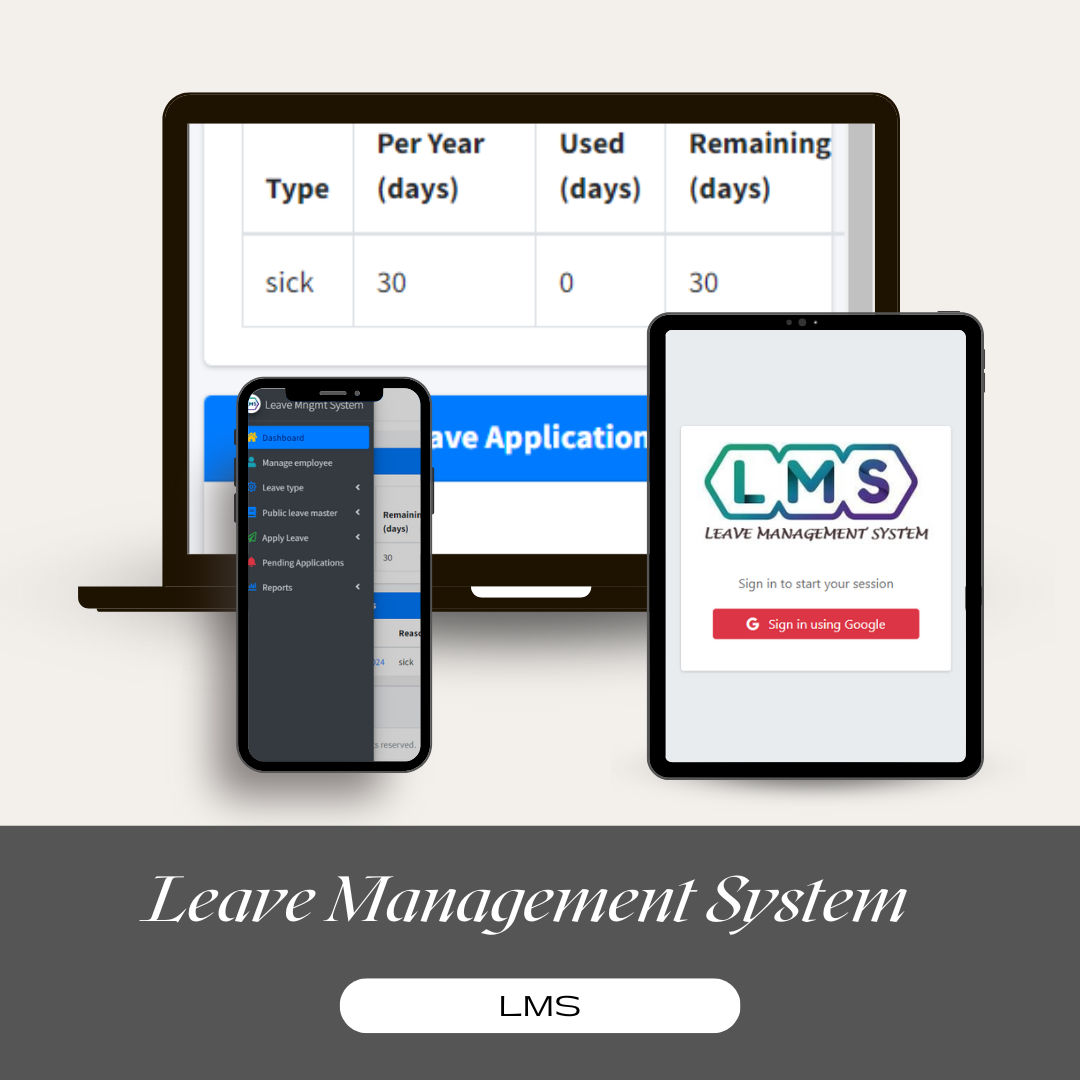 Per Year
Used
Remaining
Type
(days)
(days)
(days)
sick
30
0
30
ave Application
Leave Mngmt System
Dashboard
Manage employee
Leave type
Public leave master
Apply Leave
Pending Applications
Reports
Remainin
(days)
30
s
Reaso
024
sick
s reserved.
LMS
LEAVE MANAGEMENT SYSTEM
Sign in to start your session
G Sign in using Google
Leave Management System
LMS